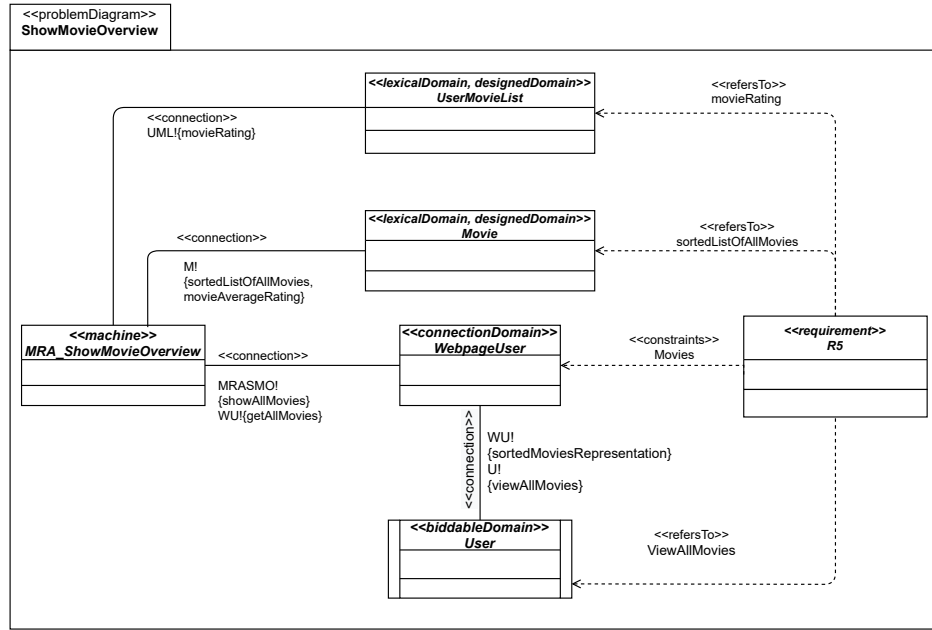 <<problemDiagram>>
ShowMovieOverview
<<lexicalDomain, designedDomain>>
UserMovieList
<<refersTo>>
movieRating
<<connection>>
UML!{movieRating}
<<lexicalDomain, designedDomain>>
Movie
<<connection>>
<<refersTo>>
sortedListOfAllMovies
M!
{sortedListOfAllMovies,
movieAverageRating}
<<machine>>
MRA_ShowMovieOverview
<<connection>>
<<connectionDomain>>
WebpageUser
<<constraints>>
Movies
<<requirement>>
R5
MRASMO!
{showAllMovies}
WU!{getAllMovies}
<<connection>>
WU!
{sortedMoviesRepresentation}
U!
{viewAllMovies}
<<biddableDomain>>
User
<<refersTo>>
ViewAllMovies